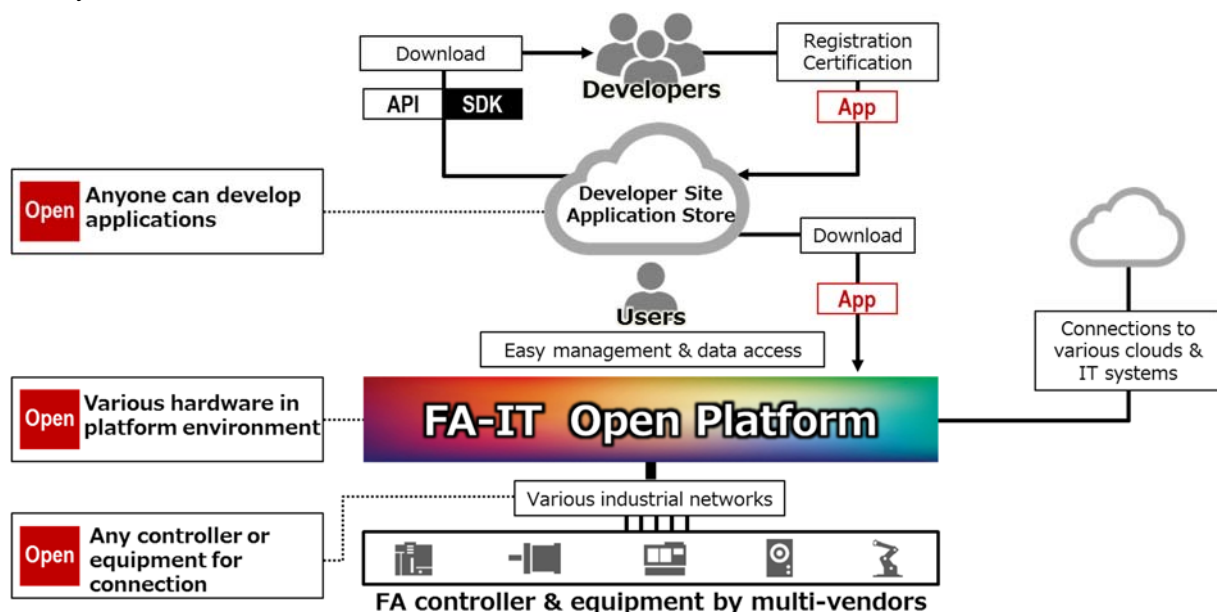 Download
API SDK
Developers
Registration
Certification
App
Open
Anyone can develop
applications
Developer Site
Application Store
Download
App
Users
Easy management & data access
Connections to
various clouds &
IT systems
Open
Various hardware in
platform environment
FA-IT Open Platform
Various industrial networks
Open
Any controller or
equipment for
connection
FA controller & equipment by multi-vendors